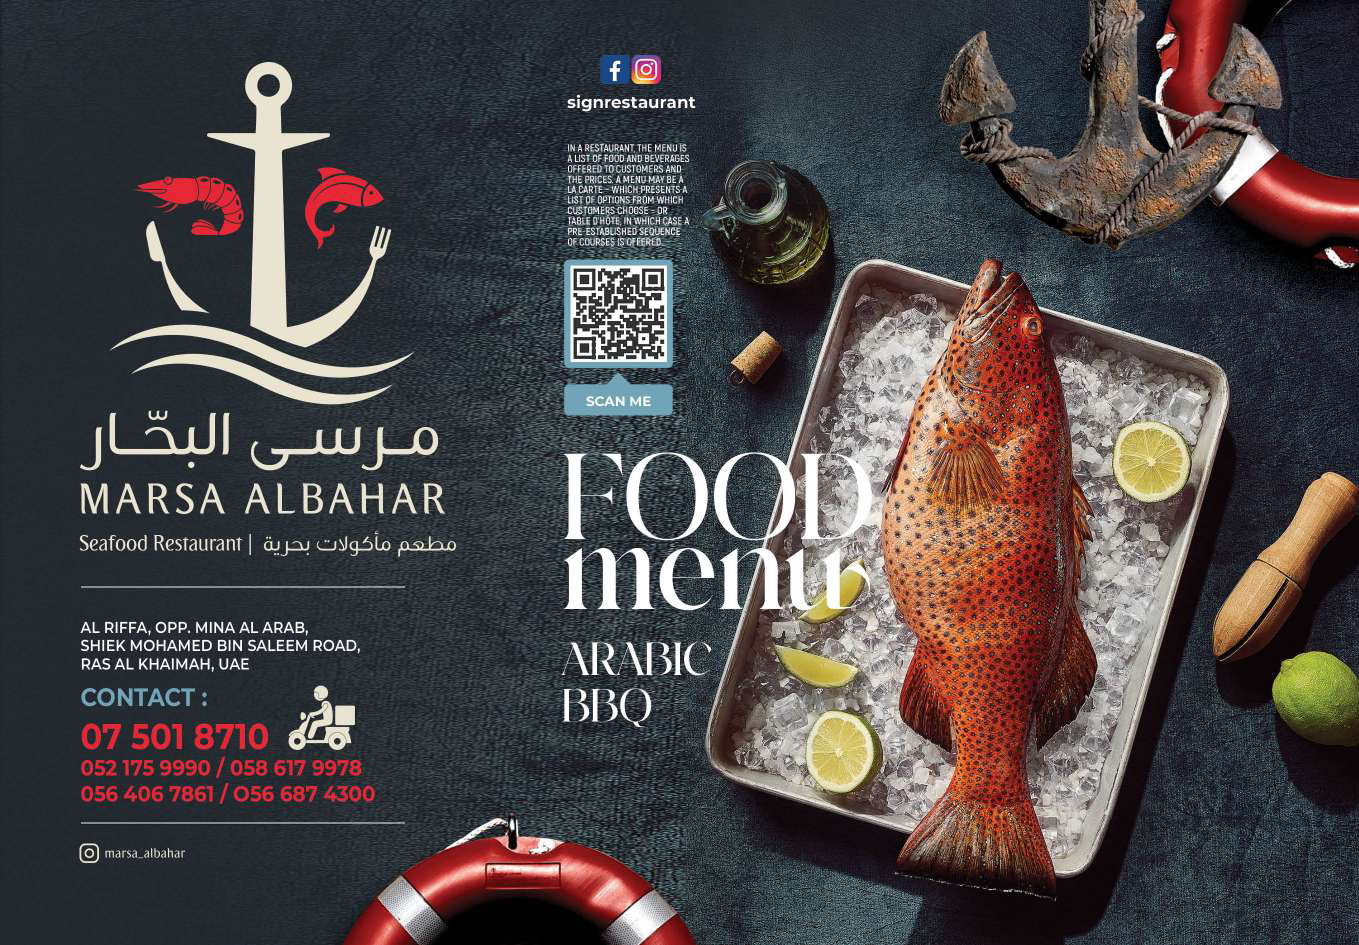 مرسى البحّار
MARSA ALBAHAR
Seafood Restaurant | مطعم مأكولات بحرية
AL RIFFA, OPP. MINA AL ARAB,
SHIEK MOHAMED BIN SALEEM ROAD,
RAS AL KHAIMAH, UAE
CONTACT :
07 501 8710
052 175 9990 / 058 617 9978
056 406 7861 / O56 687 4300
marsa_albahar
signrestaurant
IN A RESTAURANT, THE MENU IS
A LIST OF FOOD AND BEVERAGES
OFFERED TO CUSTOMERS AND
THE PRICES. A MENU MAY BE À
LA CARTE – WHICH PRESENTS A
LIST OF OPTIONS FROM WHICH
CUSTOMERS CHOOSE – OR
TABLE D'HÔTE, IN WHICH CASE A
PRE-ESTABLISHED SEQUENCE
OF COURSES IS OFFERED.
SCAN ME
FOOD
menu
ARABIC
BBQ